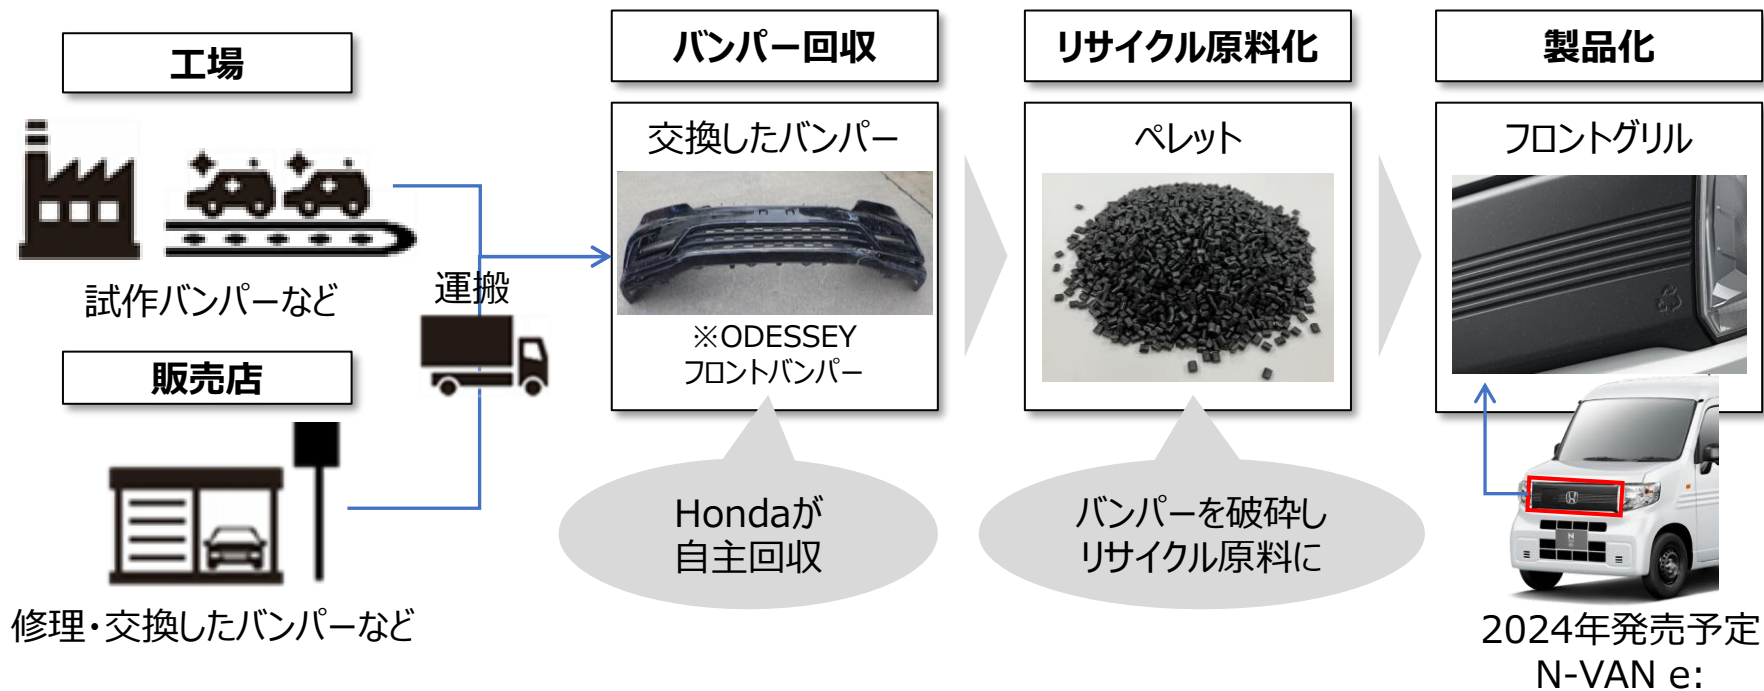 工場
試作バンパーなど
販売店
修理・交換したバンパーなど
運搬
バンパー回収
交換したバンパー
※ODESSEY
フロントバンパー
Hondaが
自主回収
リサイクル原料化
ペレット
バンパーを破砕し
リサイクル原料に
製品化
フロントグリル
2024年発売予定
N-VAN e: